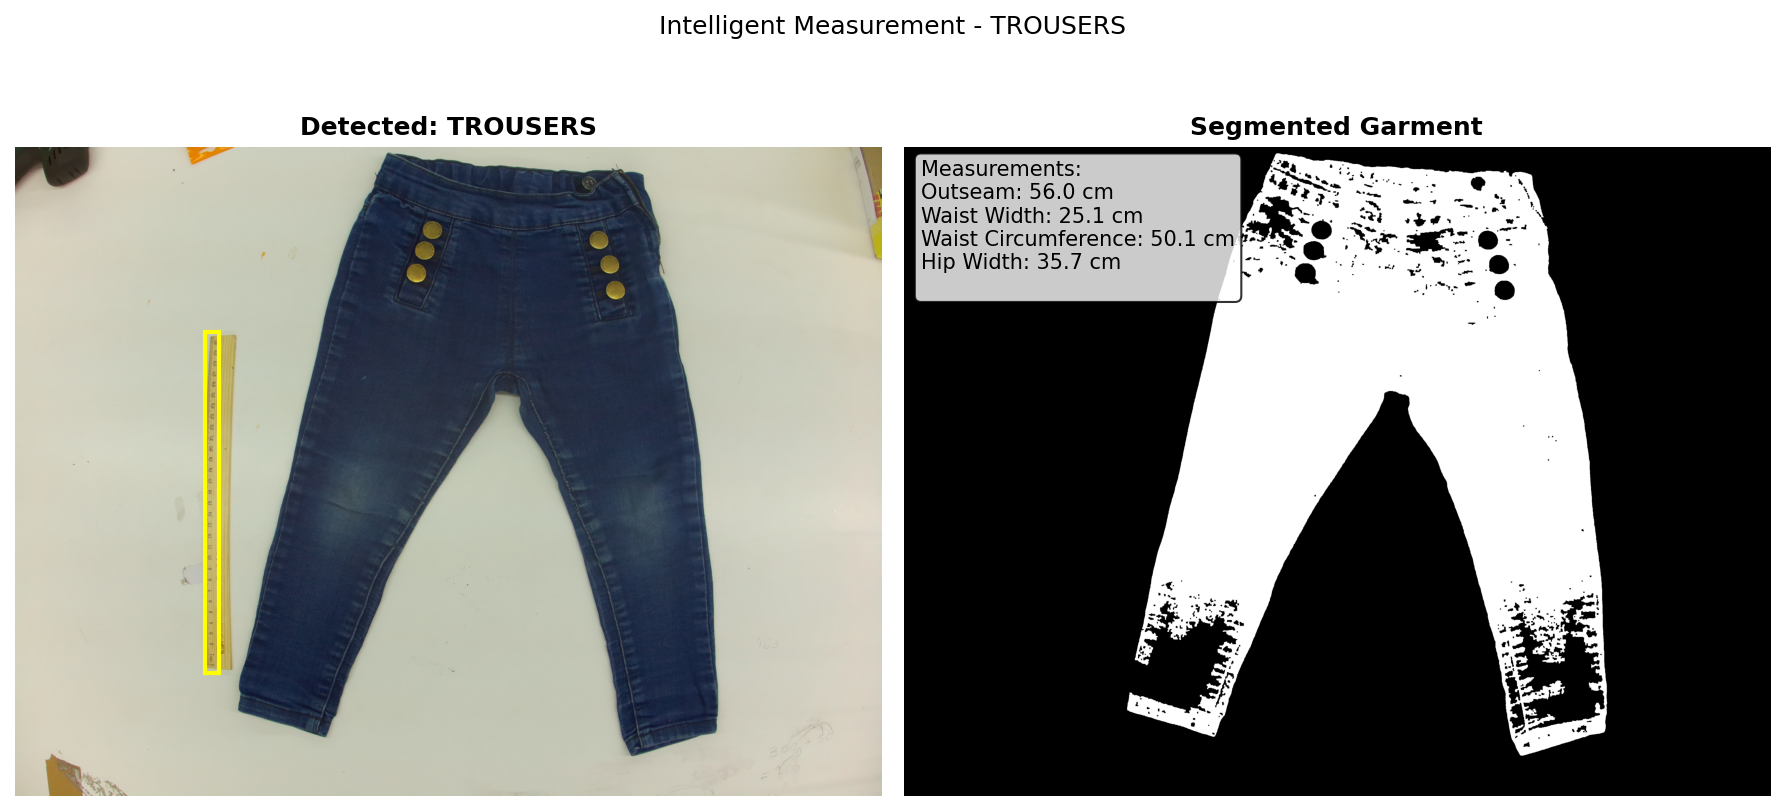 Intelligent Measurement - TROUSERS
Detected: TROUSERS
Segmented Garment
Measurements:
Outseam: 56.0 cm
Waist Width: 25.1 cm
Waist Circumference: 50.1 cm
Hip Width: 35.7 cm